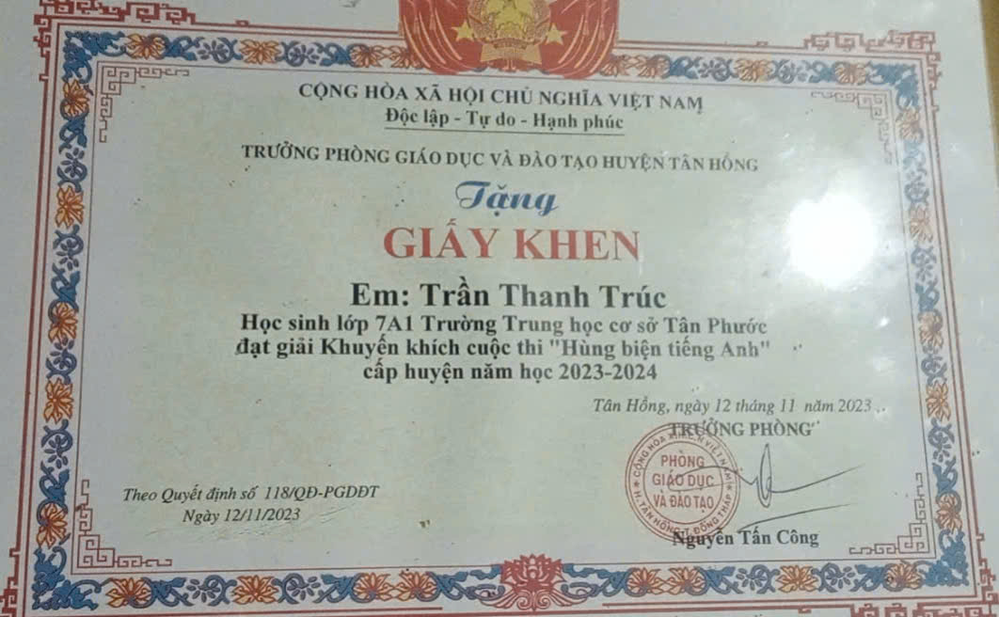 CỘNG HÒA XÃ HỘI CHỦ NGHĨA VIỆT NAM
Độc lập - Tự do - Hạnh phúc
TRƯỞNG PHÒNG GIÁO DỤC VÀ ĐÀO TẠO HUYỆN TÂN HỒNG
Tặng
GIẤY KHEN
Em: Trần Thanh Trúc
Học sinh lớp 7A1 Trường Trung học cơ sở Tân Phước
đạt giải Khuyến khích cuộc thi "Hùng biện tiếng Anh"
cấp huyện năm học 2023-2024
Tân Hồng, ngày 12 tháng 11 năm 2023
TRƯỞNG PHÒNG
PHÒNG
GIÁO DỤC
VÀ ĐÀO TẠO
H. TÂN HỒNG T. ĐỒNG THÁP
Theo Quyết định số 118/QĐ-PGDĐT
Ngày 12/11/2023
Nguyễn Tấn Công